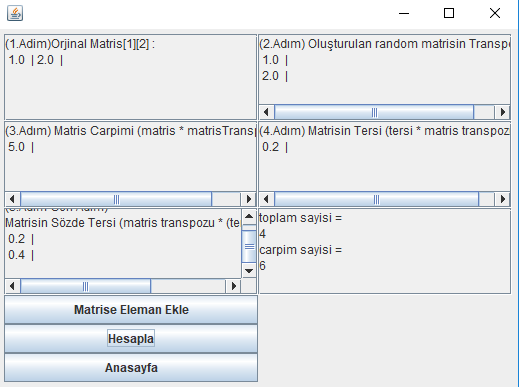 (1.Adim)Orjinal Matris[1][2] :
1.0 | 2.0 |
(2.Adım) Oluşturulan random matrisin Transpo
1.0 |
2.0 |
(3.Adım) Matris Carpimi (matris * matrisTransp
5.0 |
(4.Adım) Matrisin Tersi (tersi * matris transpoz
0.2 |
Matrisin Sözde Tersi (matris transpozu * (te
0.2 |
0.4 |
toplam sayisi =
4
carpim sayisi =
6
Matrise Eleman Ekle
Hesapla
Anasayfa